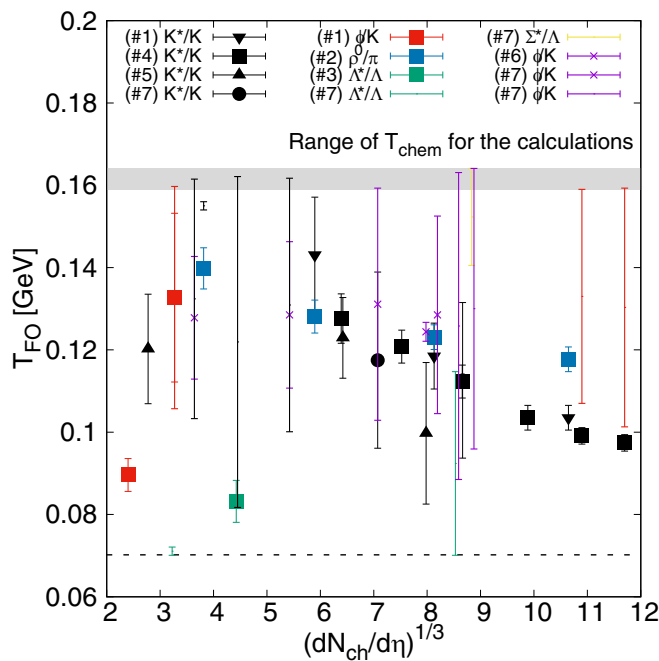 0.2
0.18
0.16
0.14
0.12
0.1
0.08
0.06
T_FO [GeV]
(#1) K*/K
(#4) K*/K
(#5) K*/K
(#7) K*/K
(#1) ϕ/K
(#2) ρ⁰/π
(#3) Λ*/Λ
(#7) Λ*/Λ
(#7) Σ*/Λ
(#6) ϕ/K
(#7) ϕ/K
(#7) ϕ/K
Range of T_chem for the calculations
2 3 4 5 6 7 8 9 10 11 12
(dN_ch/dη)^1/3